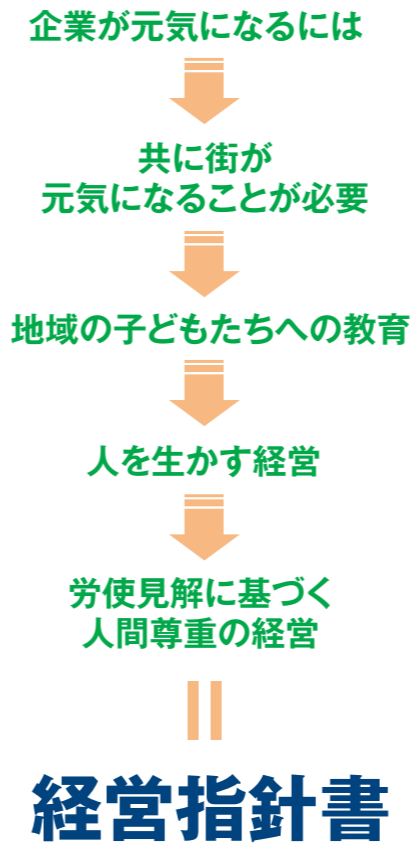 企業が元気になるには
共に街が
元気になることが必要
地域の子どもたちへの教育
人を生かす経営
労使見解に基づく
人間尊重の経営
経営指針書